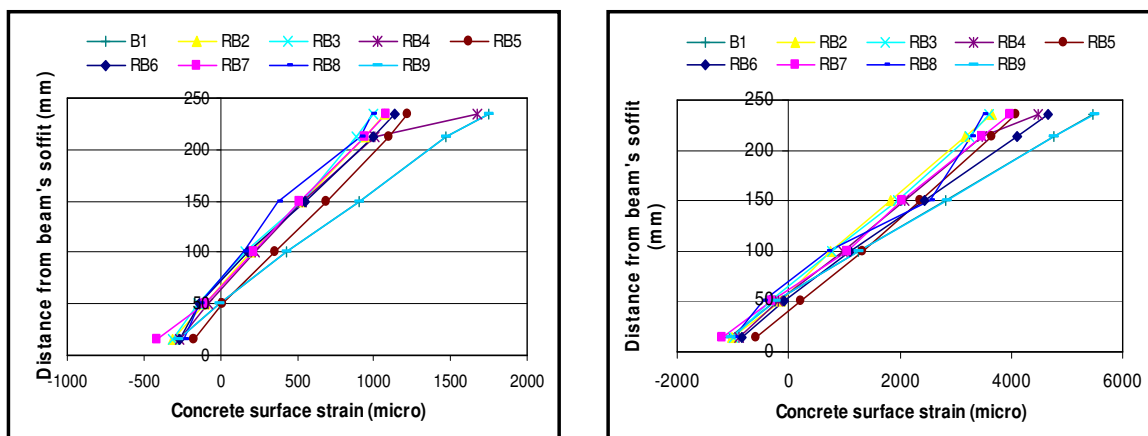 B1 RB2 RB3 RB4 RB5
RB6 RB7 RB8 RB9
Distance from beam's soffit (mm)
250
200
150
100
50
0
-1000 -500 0 500 1000 1500 2000
Concrete surface strain (micro)
B1 RB2 RB3 RB4 RB5
RB6 RB7 RB8 RB9
Distance from beam's soffit
(mm)
250
200
150
100
50
0
-2000 0 2000 4000 6000
Concrete surface strain (micro)